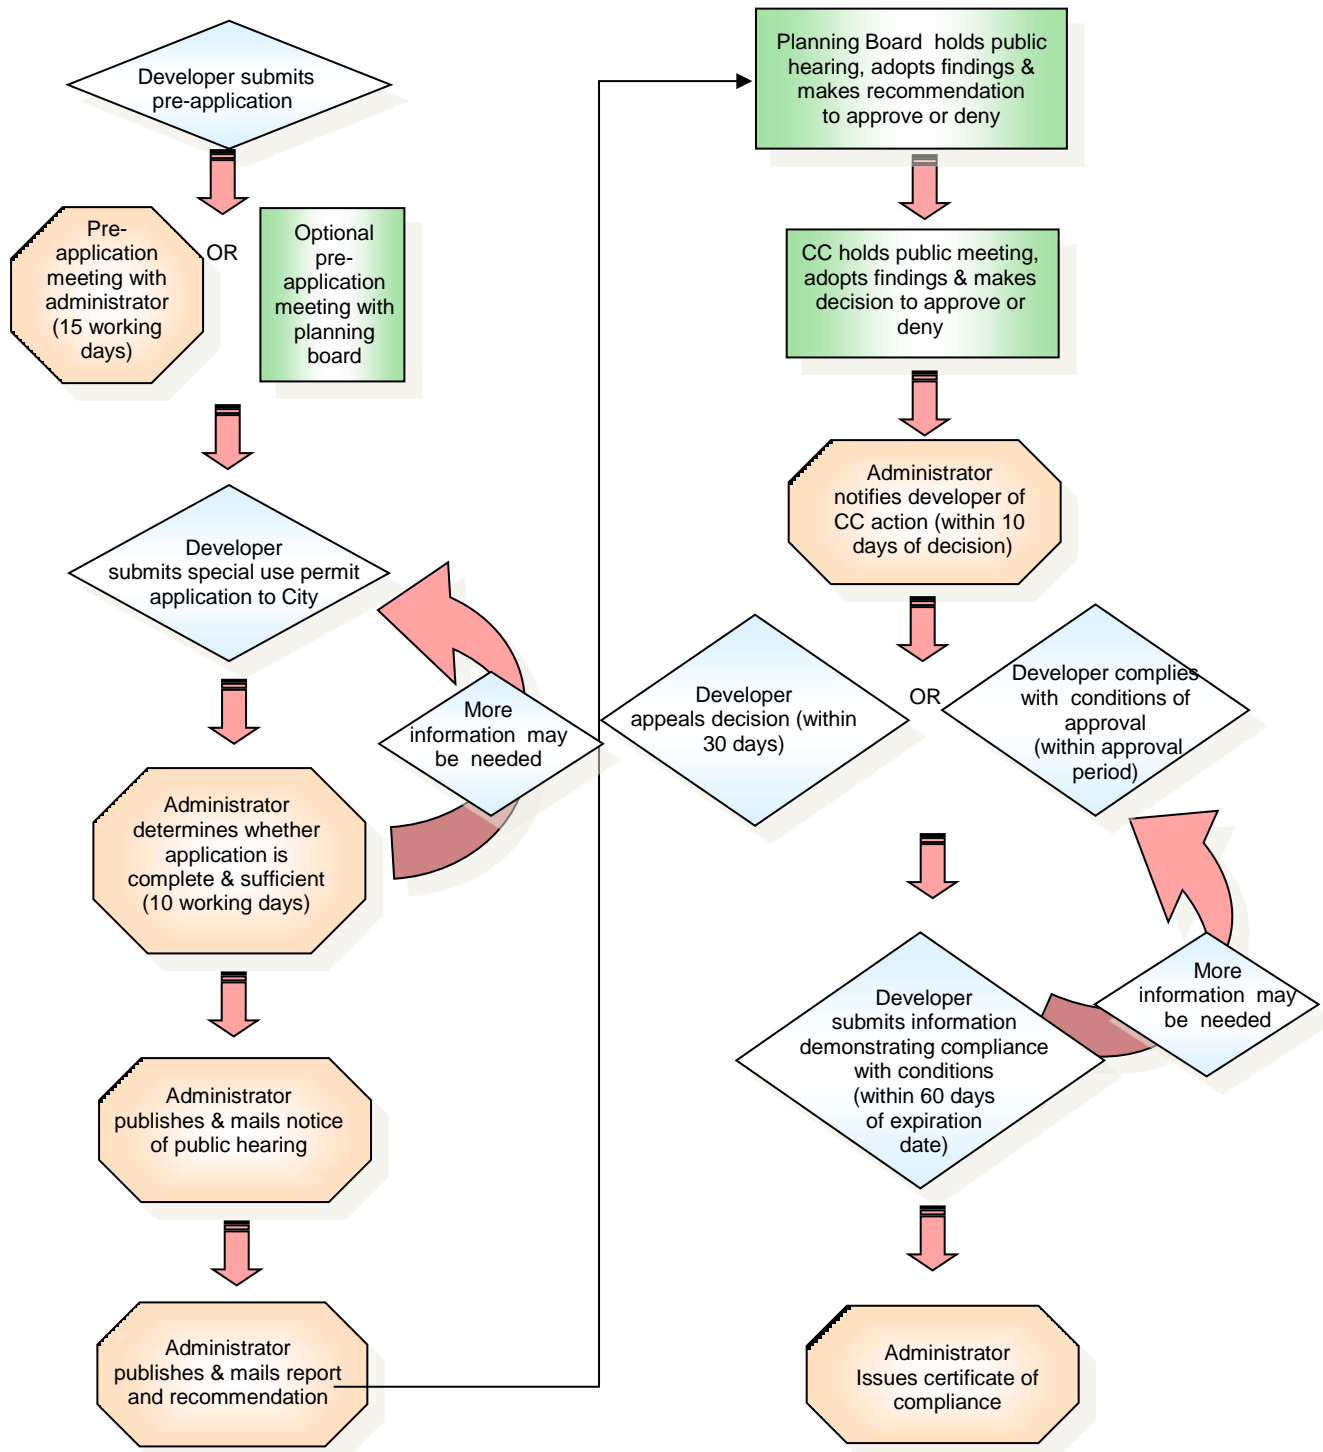 Developer submits
pre-application
Pre-
application
meeting with
administrator
(15 working
days)
OR
Optional
pre-
application
meeting with
planning
board
Developer
submits special use permit
application to City
More
information may
be needed
Administrator
determines whether
application is
complete & sufficient
(10 working days)
Administrator
publishes & mails notice
of public hearing
Administrator
publishes & mails report
and recommendation
Planning Board holds public
hearing, adopts findings &
makes recommendation
to approve or deny
CC holds public meeting,
adopts findings & makes
decision to approve or
deny
Administrator
notifies developer of
CC action (within 10
days of decision)
Developer
appeals decision (within
30 days)
OR
Developer complies
with conditions of
approval
(within approval
period)
Developer
submits information
demonstrating compliance
with conditions
(within 60 days
of expiration
date)
More
information may
be needed
Administrator
Issues certificate of
compliance